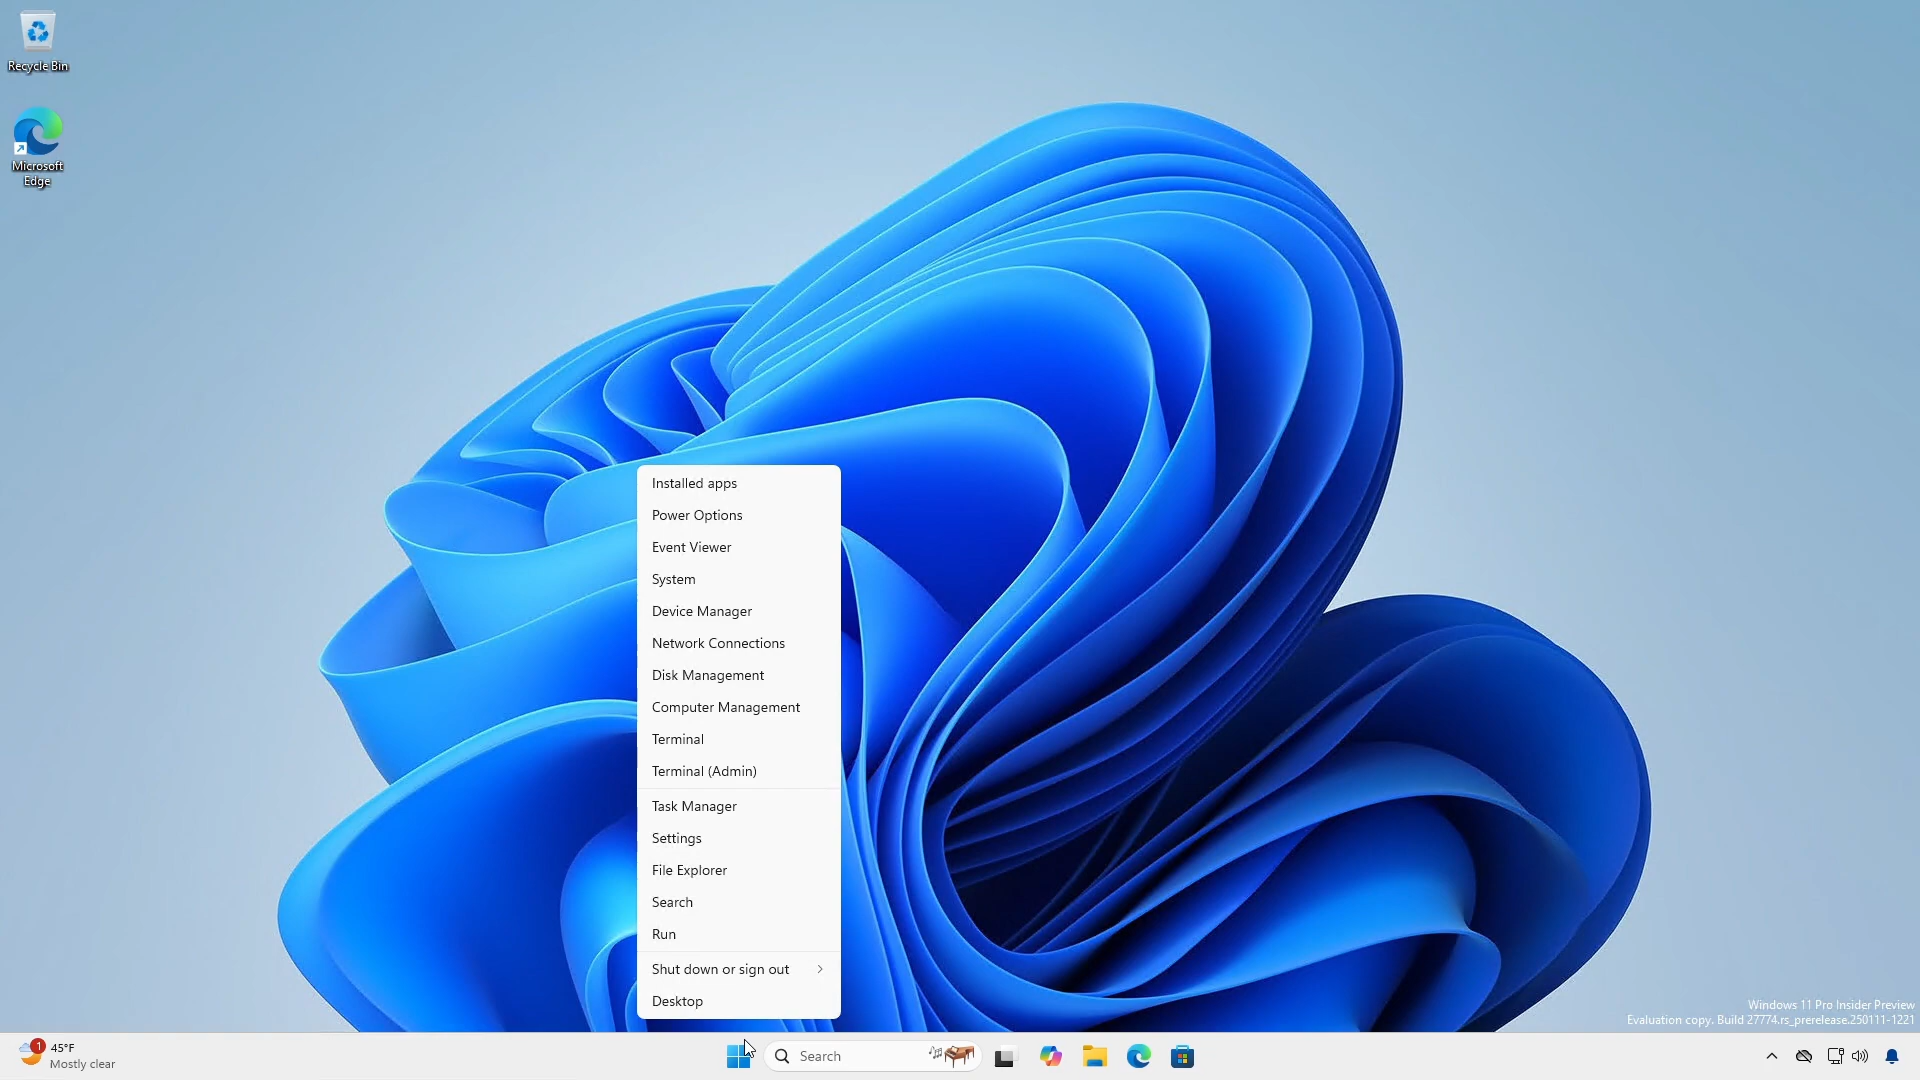 Recycle Bin
Microsoft
Edge
Installed apps
Power Options
Event Viewer
System
Device Manager
Network Connections
Disk Management
Computer Management
Terminal
Terminal (Admin)
Task Manager
Settings
File Explorer
Search
Run
Shut down or sign out
Desktop
Windows 11 Pro Insider Preview
Evaluation copy. Build 27774.rs_prerelease.250111-1221
1
45°F
Mostly clear
Search